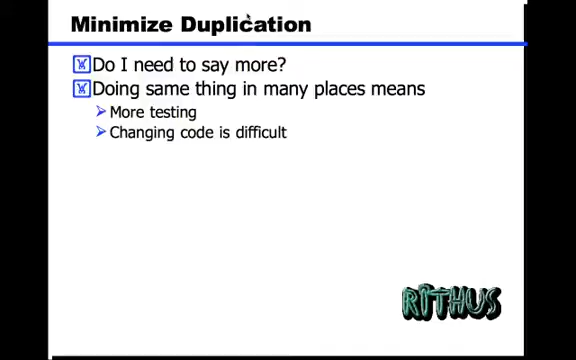 Minimize Duplication
Do I need to say more?
Doing same thing in many places means
More testing
Changing code is difficult
RITHUS